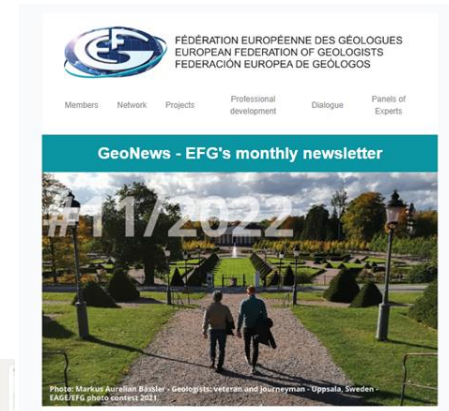 EFG
FÉDÉRATION EUROPÉENNE DES GÉOLOGUES
EUROPEAN FEDERATION OF GEOLOGISTS
FEDERACIÓN EUROPEA DE GEÓLOGOS
Members Network Projects Professional development Dialogue Panels of Experts
GeoNews - EFG's monthly newsletter
#11/2022
Photo: Markus Aurelian Bässler - Geologists: veteran and journeyman - Uppsala, Sweden -
EAGE/EFG photo contest 2021